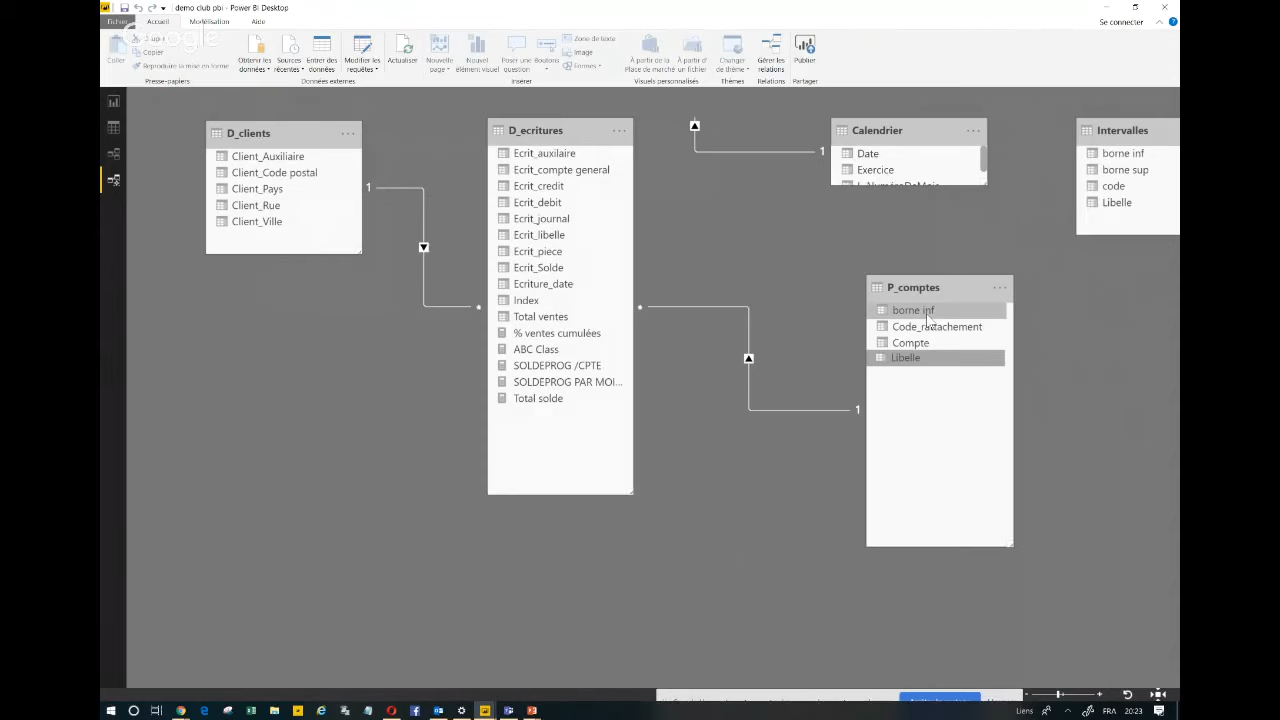 demo club pbi - Power BI Desktop
Se connecter
Fichier
Accueil
Modélisation
Aide
Google
Coller
Copier
Reproduire la mise en forme
Presse-papiers
Obtenir les données
Sources récentes
Entrer des données
Modifier les requêtes
Actualiser
Données externes
Nouvelle page
Nouvel élément visuel
Poser une question
Boutons
Zone de texte
Image
Formes
Insérer
À partir de la Place de marché
À partir d'un fichier
Visuels personnalisés
Changer de thème
Thèmes
Gérer les relations
Relations
Publier
Partager
D_clients
Client_Auxiliaire
Client_Code postal
Client_Pays
Client_Rue
Client_Ville
1
D_ecritures
Ecrit_auxilaire
Ecrit_compte general
Ecrit_credit
Ecrit_debit
Ecrit_journal
Ecrit_libelle
Ecrit_piece
Ecrit_Solde
Ecriture_date
Index
Total ventes
% ventes cumulées
ABC Class
SOLDEPROG /CPTE
SOLDEPROG PAR MOI...
Total solde
1
Calendrier
Date
Exercice
Intervalles
borne inf
borne sup
code
Libelle
1
P_comptes
borne inf
Code_rattachement
Compte
Libelle
Liens
FRA
20:23